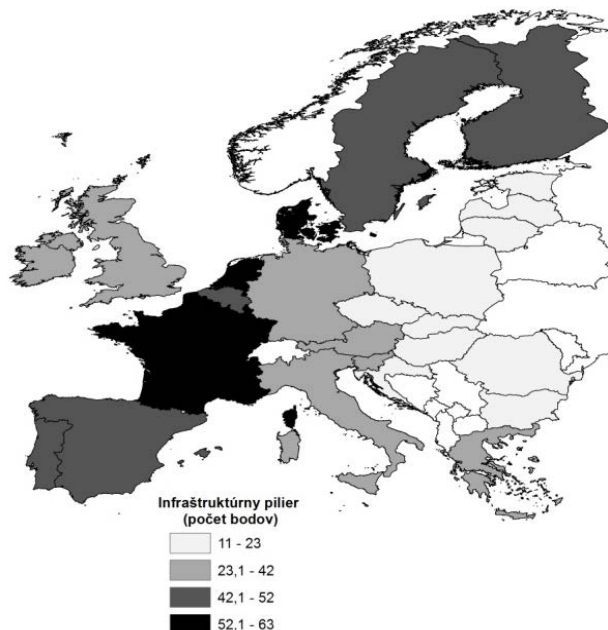 Infraštruktúrny pilier
(počet bodov)
11 - 23
23,1 - 42
42,1 - 52
52,1 - 63